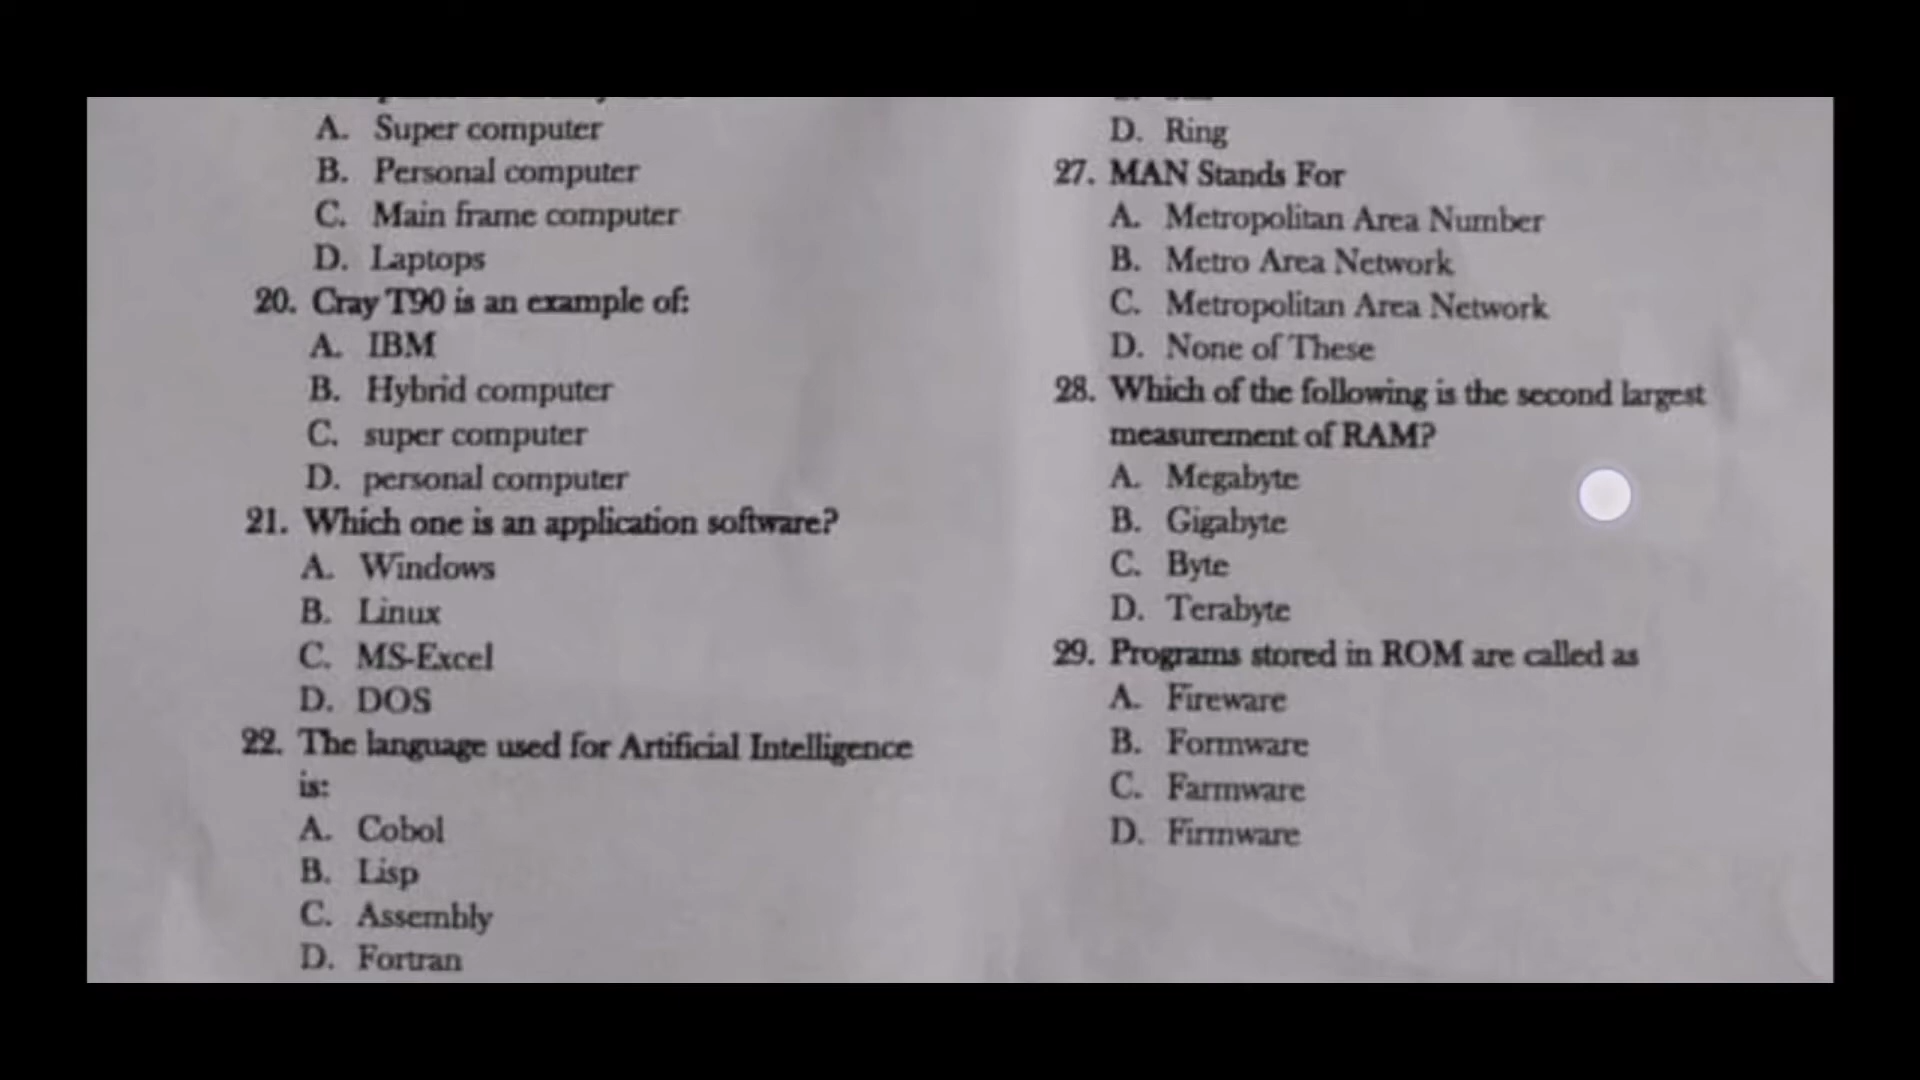 A. Super computer
B. Personal computer
C. Main frame computer
D. Laptops
20. Cray T90 is an example of:
A. IBM
B. Hybrid computer
C. super computer
D. personal computer
21. Which one is an application software?
A. Windows
B. Linux
C. MS-Excel
D. DOS
22. The language used for Artificial Intelligence
is:
A. Cobol
B. Lisp
C. Assembly
D. Fortran
D. Ring
27. MAN Stands For
A. Metropolitan Area Number
B. Metro Area Network
C. Metropolitan Area Network
D. None of These
28. Which of the following is the second largest
measurement of RAM?
A. Megabyte
B. Gigabyte
C. Byte
D. Terabyte
29. Programs stored in ROM are called as
A. Fireware
B. Formware
C. Farmware
D. Firmware